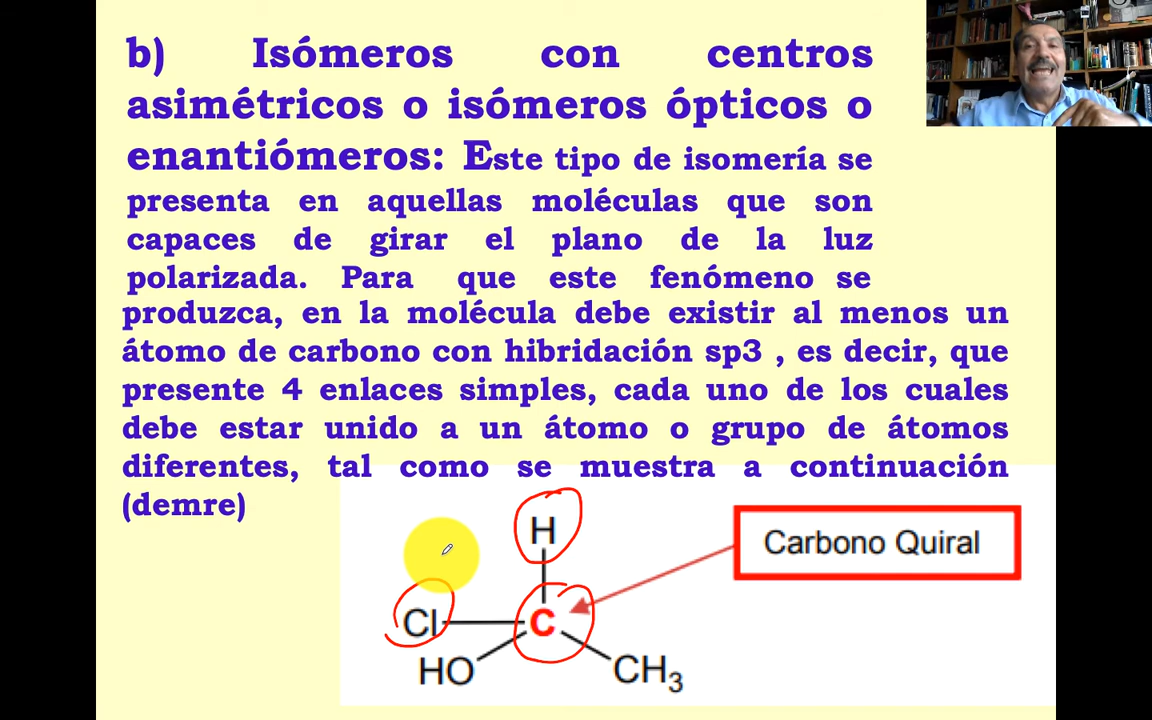 b) Isómeros con centros
asimétricos o isómeros ópticos o
enantiómeros: Este tipo de isomería se
presenta en aquellas moléculas que son
capaces de girar el plano de la luz
polarizada. Para que este fenómeno se
produzca, en la molécula debe existir al menos un
átomo de carbono con hibridación sp3 , es decir, que
presente 4 enlaces simples, cada uno de los cuales
debe estar unido a un átomo o grupo de átomos
diferentes, tal como se muestra a continuación
(demre)
H
Carbono Quiral
Cl C
HO CH3